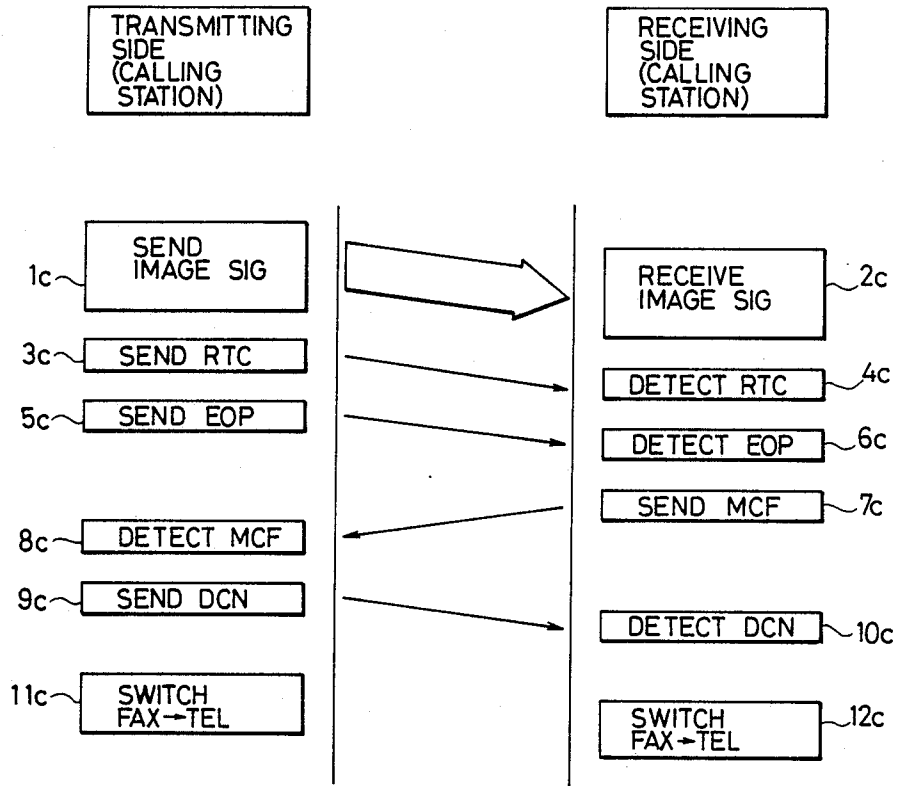 TRANSMITTING
SIDE
(CALLING
STATION)
RECEIVING
SIDE
(CALLING
STATION)
1c
SEND
IMAGE SIG
RECEIVE
IMAGE SIG
2c
3c
SEND RTC
DETECT RTC
4c
5c
SEND EOP
DETECT EOP
6c
SEND MCF
7c
8c
DETECT MCF
9c
SEND DCN
DETECT DCN
10c
11c
SWITCH
FAX→TEL
SWITCH
FAX→TEL
12c